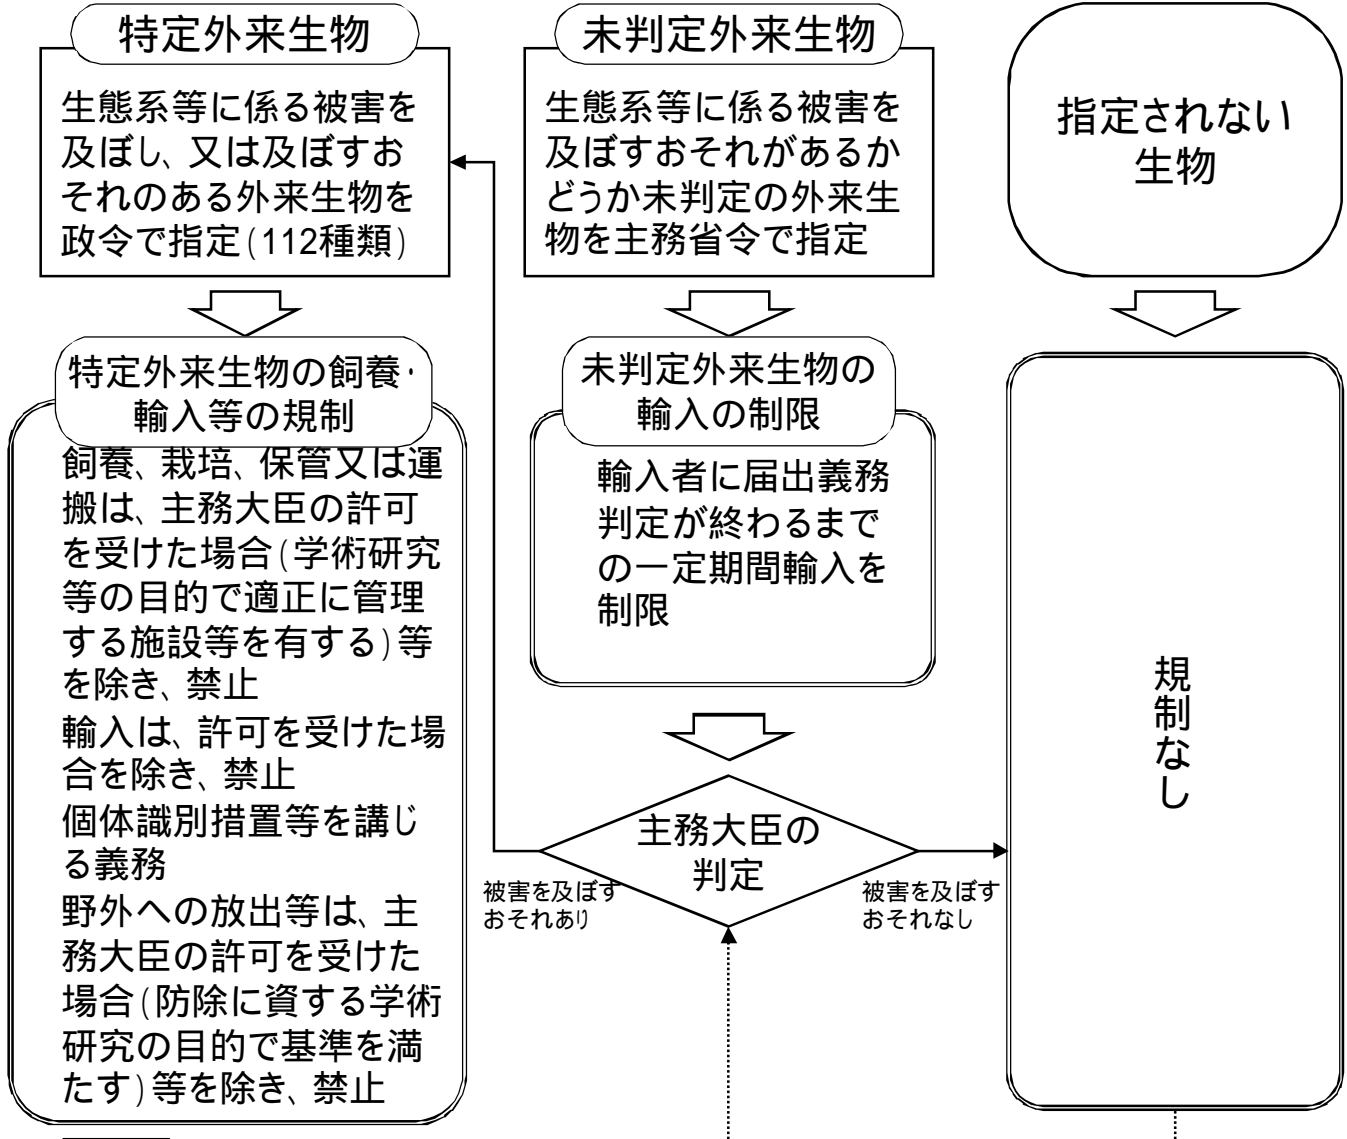 特定外来生物
生態系等に係る被害を
及ぼし、又は及ぼすお
それのある外来生物を
政令で指定(112種類)
特定外来生物の飼養・
輸入等の規制
飼養、栽培、保管又は運
搬は、主務大臣の許可
を受けた場合(学術研究
等の目的で適正に管理
する施設等を有する)等
を除き、禁止
輸入は、許可を受けた場
合を除き、禁止
個体識別措置等を講じ
る義務
野外への放出等は、主
務大臣の許可を受けた
場合(防除に資する学術
研究の目的で基準を満
たす)等を除き、禁止
未判定外来生物
生態系等に係る被害を
及ぼすおそれがあるか
どうか未判定の外来生
物を主務省令で指定
未判定外来生物の
輸入の制限
輸入者に届出義務
判定が終わるまで
の一定期間輸入を
制限
主務大臣の
判定
被害を及ぼす
おそれあり
被害を及ぼす
おそれなし
指定されない
生物
規制なし